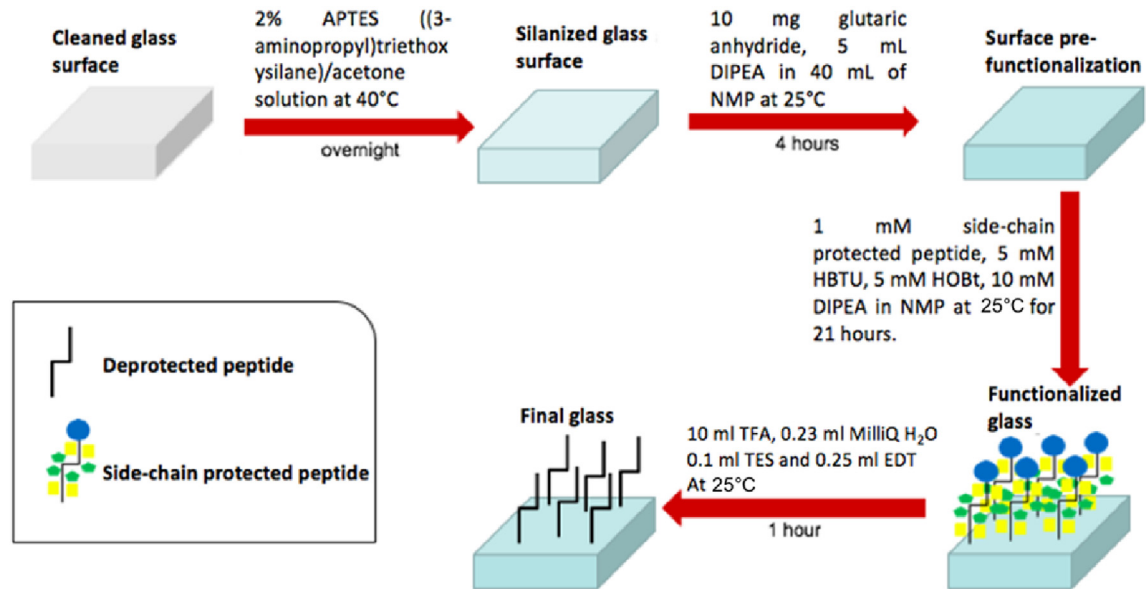 Cleaned glass
surface
2% APTES ((3-
aminopropyl)triethox
ysilane)/acetone
solution at 40°C
overnight
Silanized glass
surface
10 mg glutaric
anhydride, 5 mL
DIPEA in 40 mL of
NMP at 25°C
4 hours
Surface pre-
functionalization
1 mM side-chain
protected peptide, 5 mM
HBTU, 5 mM HOBt, 10 mM
DIPEA in NMP at 25°C for
21 hours.
Functionalized
glass
10 ml TFA, 0.23 ml MilliQ H₂O
0.1 ml TES and 0.25 ml EDT
At 25°C
1 hour
Final glass
Deprotected peptide
Side-chain protected peptide